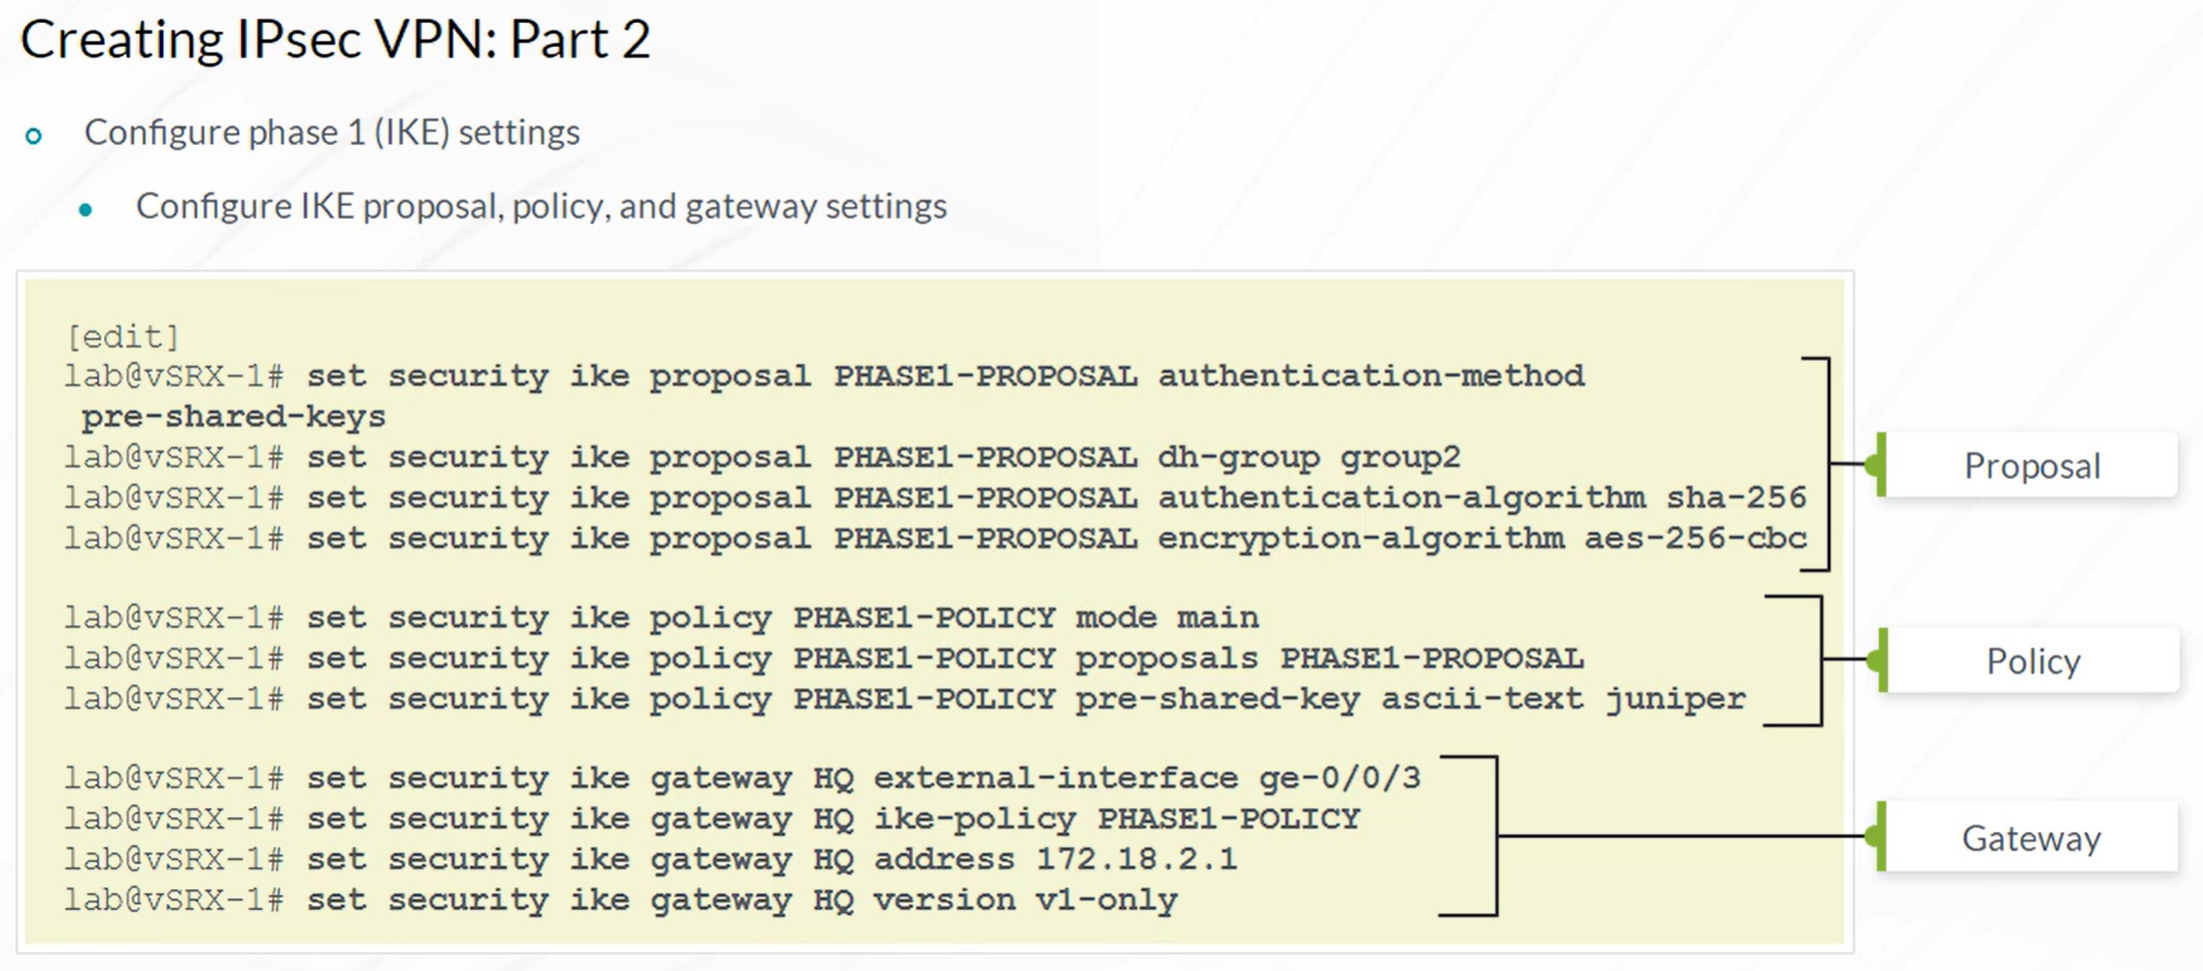 Creating IPsec VPN: Part 2
Configure phase 1 (IKE) settings
Configure IKE proposal, policy, and gateway settings
[edit]
lab@vSRX-1# set security ike proposal PHASE1-PROPOSAL authentication-method
pre-shared-keys
lab@vSRX-1# set security ike proposal PHASE1-PROPOSAL dh-group group2
lab@vSRX-1# set security ike proposal PHASE1-PROPOSAL authentication-algorithm sha-256
lab@vSRX-1# set security ike proposal PHASE1-PROPOSAL encryption-algorithm aes-256-cbc
Proposal
lab@vSRX-1# set security ike policy PHASE1-POLICY mode main
lab@vSRX-1# set security ike policy PHASE1-POLICY proposals PHASE1-PROPOSAL
lab@vSRX-1# set security ike policy PHASE1-POLICY pre-shared-key ascii-text juniper
Policy
lab@vSRX-1# set security ike gateway HQ external-interface ge-0/0/3
lab@vSRX-1# set security ike gateway HQ ike-policy PHASE1-POLICY
lab@vSRX-1# set security ike gateway HQ address 172.18.2.1
lab@vSRX-1# set security ike gateway HQ version v1-only
Gateway